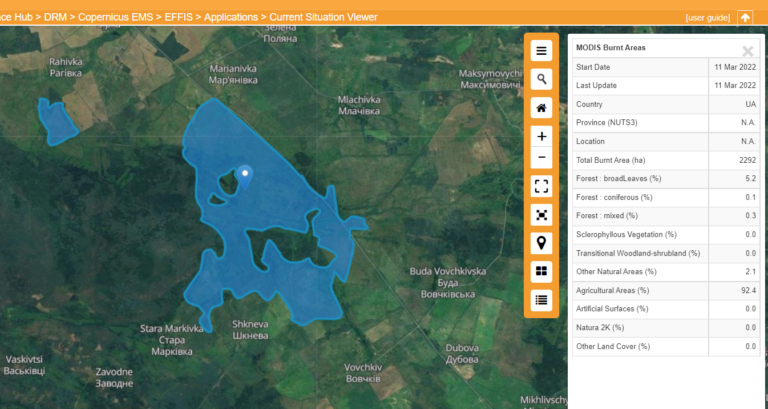 ce Hub > DRM > Copernicus EMS > EFFIS > Applications > Current Situation Viewer
[user guide]
Zelena
Поляна
Rahivka
Рагівка
Marianivka
Мар'янівка
Maksymovychi
Максимовичі
Mlachivka
Млачівка
Buda Vovchkivska
Буда
Вовчківська
Stara Markivka
Стара
Марківка
Shkneva
Шкнева
Vaskivtsi
Васьківці
Zavodne
Заводне
Vovchkiv
Вовчків
Dubova
Дубова
Mikhlivschy
MODIS Burnt Areas
Start Date 11 Mar 2022
Last Update 11 Mar 2022
Country UA
Province (NUTS3) N.A.
Location N.A.
Total Burnt Area (ha) 2292
Forest : broadLeaves (%) 5.2
Forest : coniferous (%) 0.1
Forest : mixed (%) 0.3
Sclerophyllous Vegetation (%) 0.0
Transitional Woodland-shrubland (%) 0.0
Other Natural Areas (%) 2.1
Agricultural Areas (%) 92.4
Artificial Surfaces (%) 0.0
Natura 2K (%) 0.0
Other Land Cover (%) 0.0